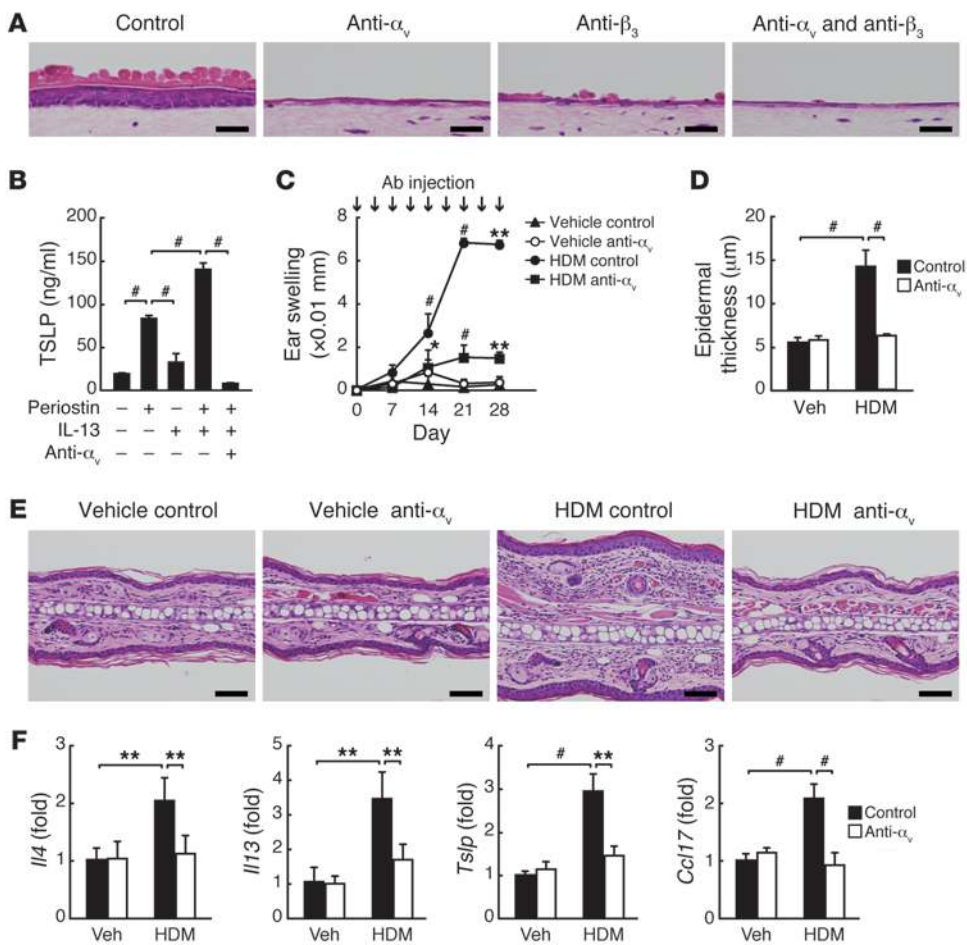 A
Control
Anti-αv
Anti-β3
Anti-αv and anti-β3
B
TSLP (ng/ml)
200
150
100
50
0
# # # #
Periostin – + – + +
IL-13 – – + + +
Anti-αv – – – – +
C
Ab injection
↓ ↓ ↓ ↓ ↓ ↓ ↓ ↓ ↓
Ear swelling
(×0.01 mm)
8
6
4
2
0
# # **
* # **
0 7 14 21 28
Day
Vehicle control
Vehicle anti-αv
HDM control
HDM anti-αv
D
Epidermal
thickness (μm)
20
15
10
5
0
# #
Veh HDM
Control
Anti-αv
E
Vehicle control
Vehicle anti-αv
HDM control
HDM anti-αv
F
Il4 (fold)
3
2
1
0
** **
Veh HDM
Il13 (fold)
5
4
3
2
1
0
** **
Veh HDM
Tslp (fold)
4
3
2
1
0
# **
Veh HDM
Ccl17 (fold)
3
2
1
0
# #
Veh HDM
Control
Anti-αv